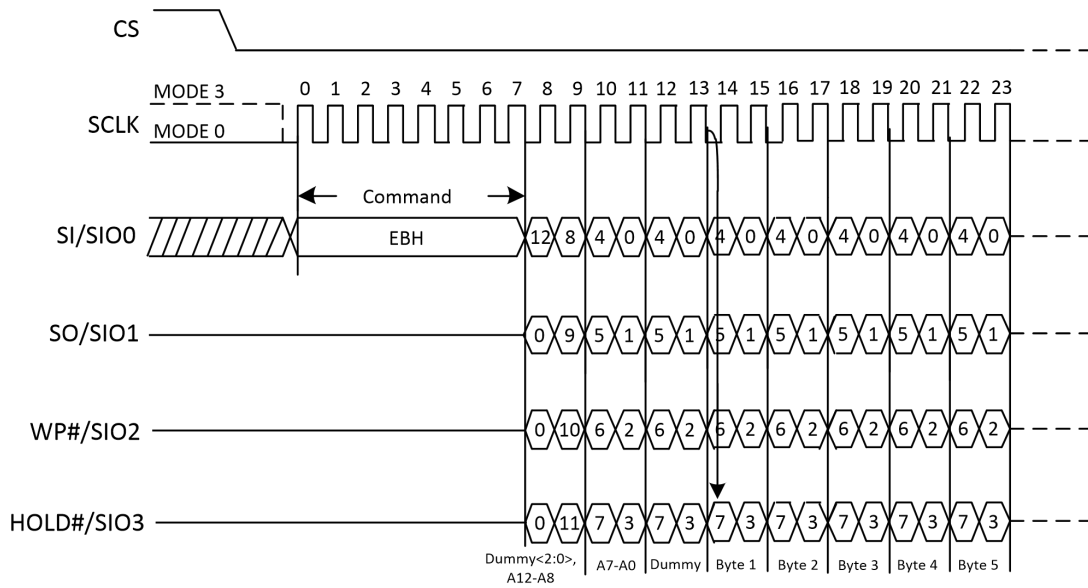 CS
MODE 3
0 1 2 3 4 5 6 7 8 9 10 11 12 13 14 15 16 17 18 19 20 21 22 23
SCLK
MODE 0
Command
SI/SIO0 EBH 12 8 4 0 4 0 4 0 4 0 4 0 4 0 4 0
SO/SIO1 0 9 5 1 5 1 5 1 5 1 5 1 5 1 5 1
WP#/SIO2 0 10 6 2 6 2 6 2 6 2 6 2 6 2 6 2
HOLD#/SIO3 0 11 7 3 7 3 7 3 7 3 7 3 7 3 7 3
Dummy<2:0>,
A12-A8
A7-A0 Dummy Byte 1 Byte 2 Byte 3 Byte 4 Byte 5